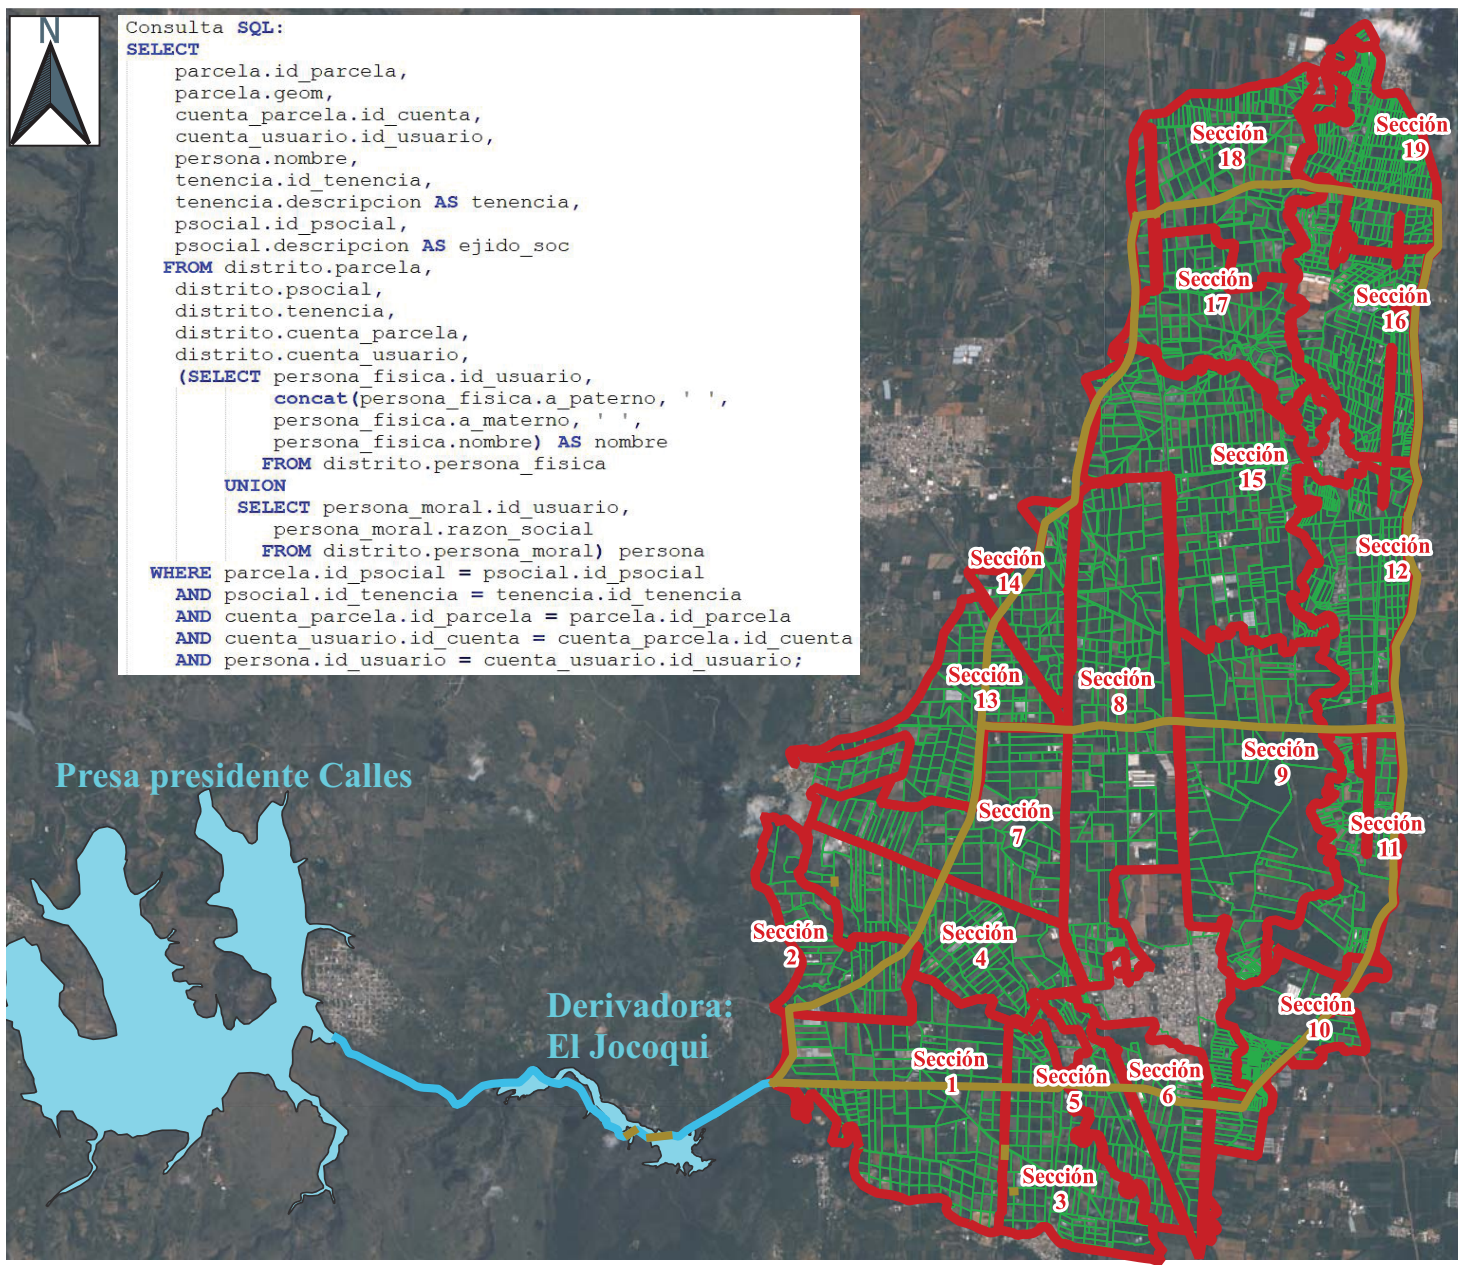 N
Consulta SQL:
SELECT
parcela.id_parcela,
parcela.geom,
cuenta_parcela.id_cuenta,
cuenta_usuario.id_usuario,
persona.nombre,
tenencia.id_tenencia,
tenencia.descripcion AS tenencia,
psocial.id_psocial,
psocial.descripcion AS ejido_soc
FROM distrito.parcela,
distrito.psocial,
distrito.tenencia,
distrito.cuenta_parcela,
distrito.cuenta_usuario,
(SELECT persona_fisica.id_usuario,
concat(persona_fisica.a_paterno, ' ',
persona_fisica.a_materno, ' ',
persona_fisica.nombre) AS nombre
FROM distrito.persona_fisica
UNION
SELECT persona_moral.id_usuario,
persona_moral.razon_social
FROM distrito.persona_moral) persona
WHERE parcela.id_psocial = psocial.id_psocial
AND psocial.id_tenencia = tenencia.id_tenencia
AND cuenta_parcela.id_parcela = parcela.id_parcela
AND cuenta_usuario.id_cuenta = cuenta_parcela.id_cuenta
AND persona.id_usuario = cuenta_usuario.id_usuario;
Sección
19
Sección
18
Sección
17
Sección
16
Sección
15
Sección
12
Sección
14
Sección
13
Sección
8
Sección
9
Presa presidente Calles
Sección
7
Sección
11
Sección
2
Sección
4
Derivadora:
El Jocoqui
Sección
10
Sección
1
Sección
5
Sección
6
Sección
3